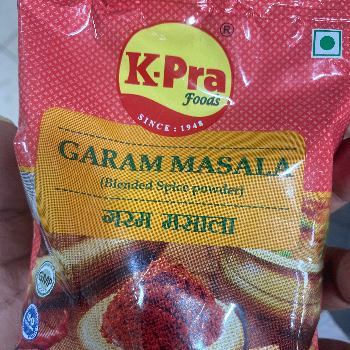 K-Pra
®
Foods
SINCE : 1948
GARAM MASALA
(Blended Spice powder)
गरम मसाला